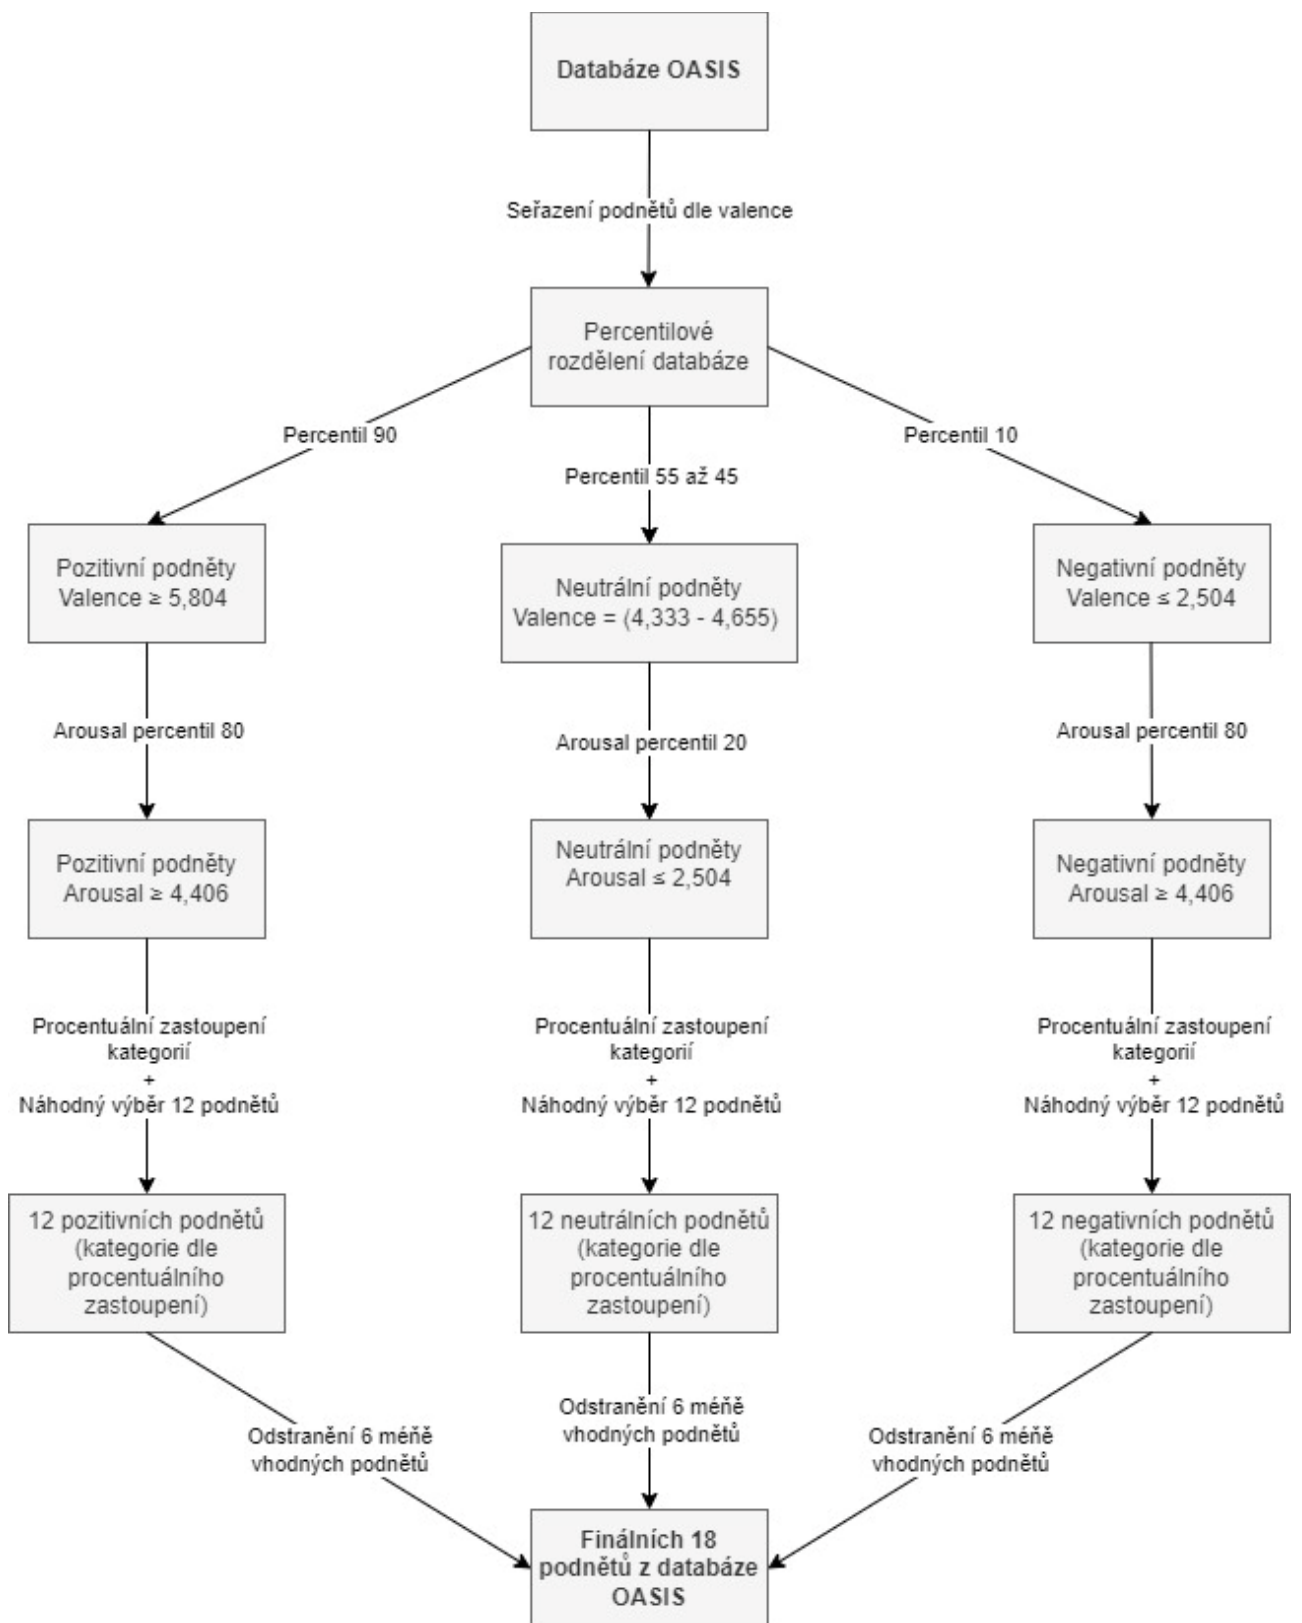 Databáze OASIS
Seřazení podnětů dle valence
Percentilové
rozdělení databáze
Percentil 90
Percentil 10
Percentil 55 až 45
Pozitivní podněty
Valence ≥ 5,804
Neutrální podněty
Valence = (4,333 - 4,655)
Negativní podněty
Valence ≤ 2,504
Arousal percentil 80
Arousal percentil 20
Arousal percentil 80
Pozitivní podněty
Arousal ≥ 4,406
Neutrální podněty
Arousal ≤ 2,504
Negativní podněty
Arousal ≥ 4,406
Procentuální zastoupení
kategorií
+
Náhodný výběr 12 podnětů
Procentuální zastoupení
kategorií
+
Náhodný výběr 12 podnětů
Procentuální zastoupení
kategorií
+
Náhodný výběr 12 podnětů
12 pozitivních podnětů
(kategorie dle
procentuálního
zastoupení)
12 neutrálních podnětů
(kategorie dle
procentuálního
zastoupení)
12 negativních podnětů
(kategorie dle
procentuálního
zastoupení)
Odstranění 6 méňě
vhodných podnětů
Odstranění 6 méňě
vhodných podnětů
Odstranění 6 méňě
vhodných podnětů
Finálních 18
podnětů z databáze
OASIS